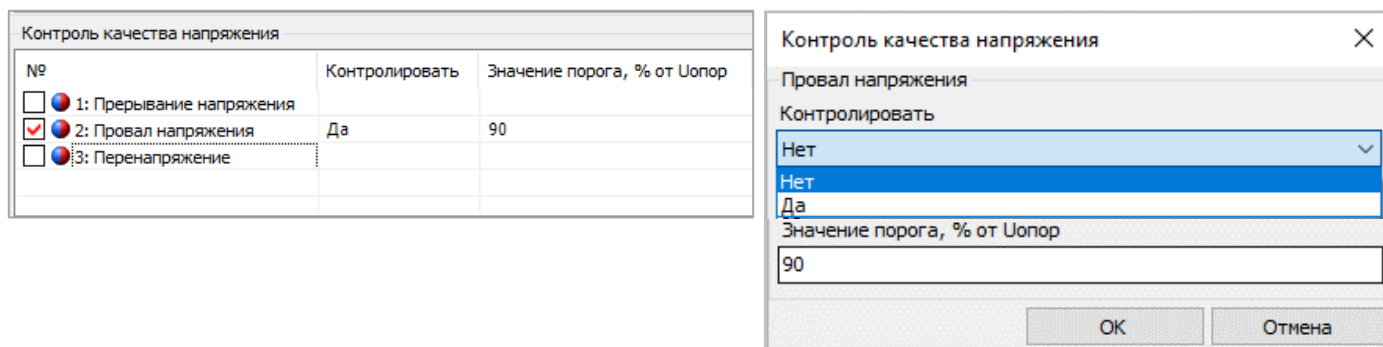 Контроль качества напряжения
№ Контролировать Значение порога, % от Uопор
1: Прерывание напряжения
2: Провал напряжения Да 90
3: Перенапряжение
Контроль качества напряжения
Провал напряжения
Контролировать
Нет
Нет
Да
Значение порога, % от Uопор
90
ОК Отмена